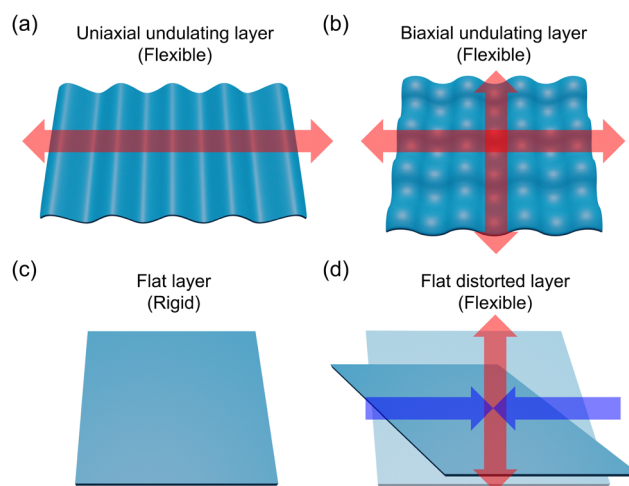 (a)
Uniaxial undulating layer
(Flexible)
(b)
Biaxial undulating layer
(Flexible)
(c)
Flat layer
(Rigid)
(d)
Flat distorted layer
(Flexible)